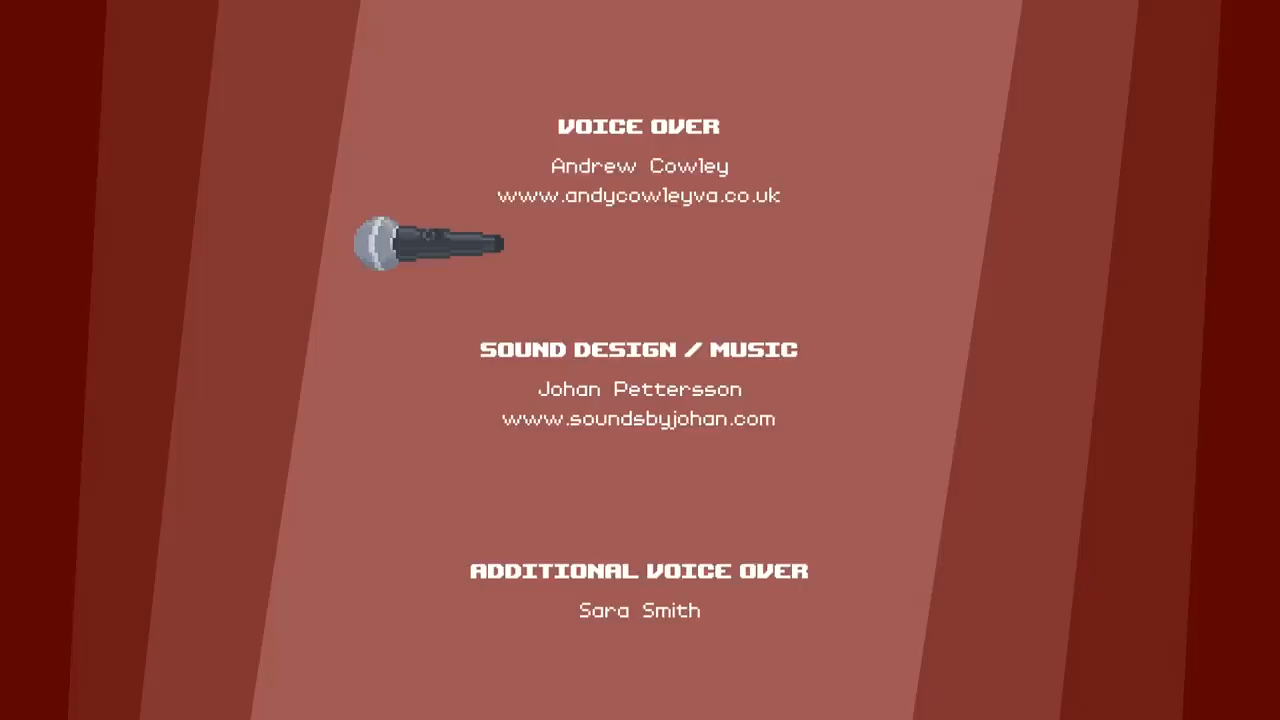 VOICE OVER
Andrew Cowley
www.andycowleyva.co.uk
SOUND DESIGN / MUSIC
Johan Pettersson
www.soundsbyjohan.com
ADDITIONAL VOICE OVER
Sara Smith